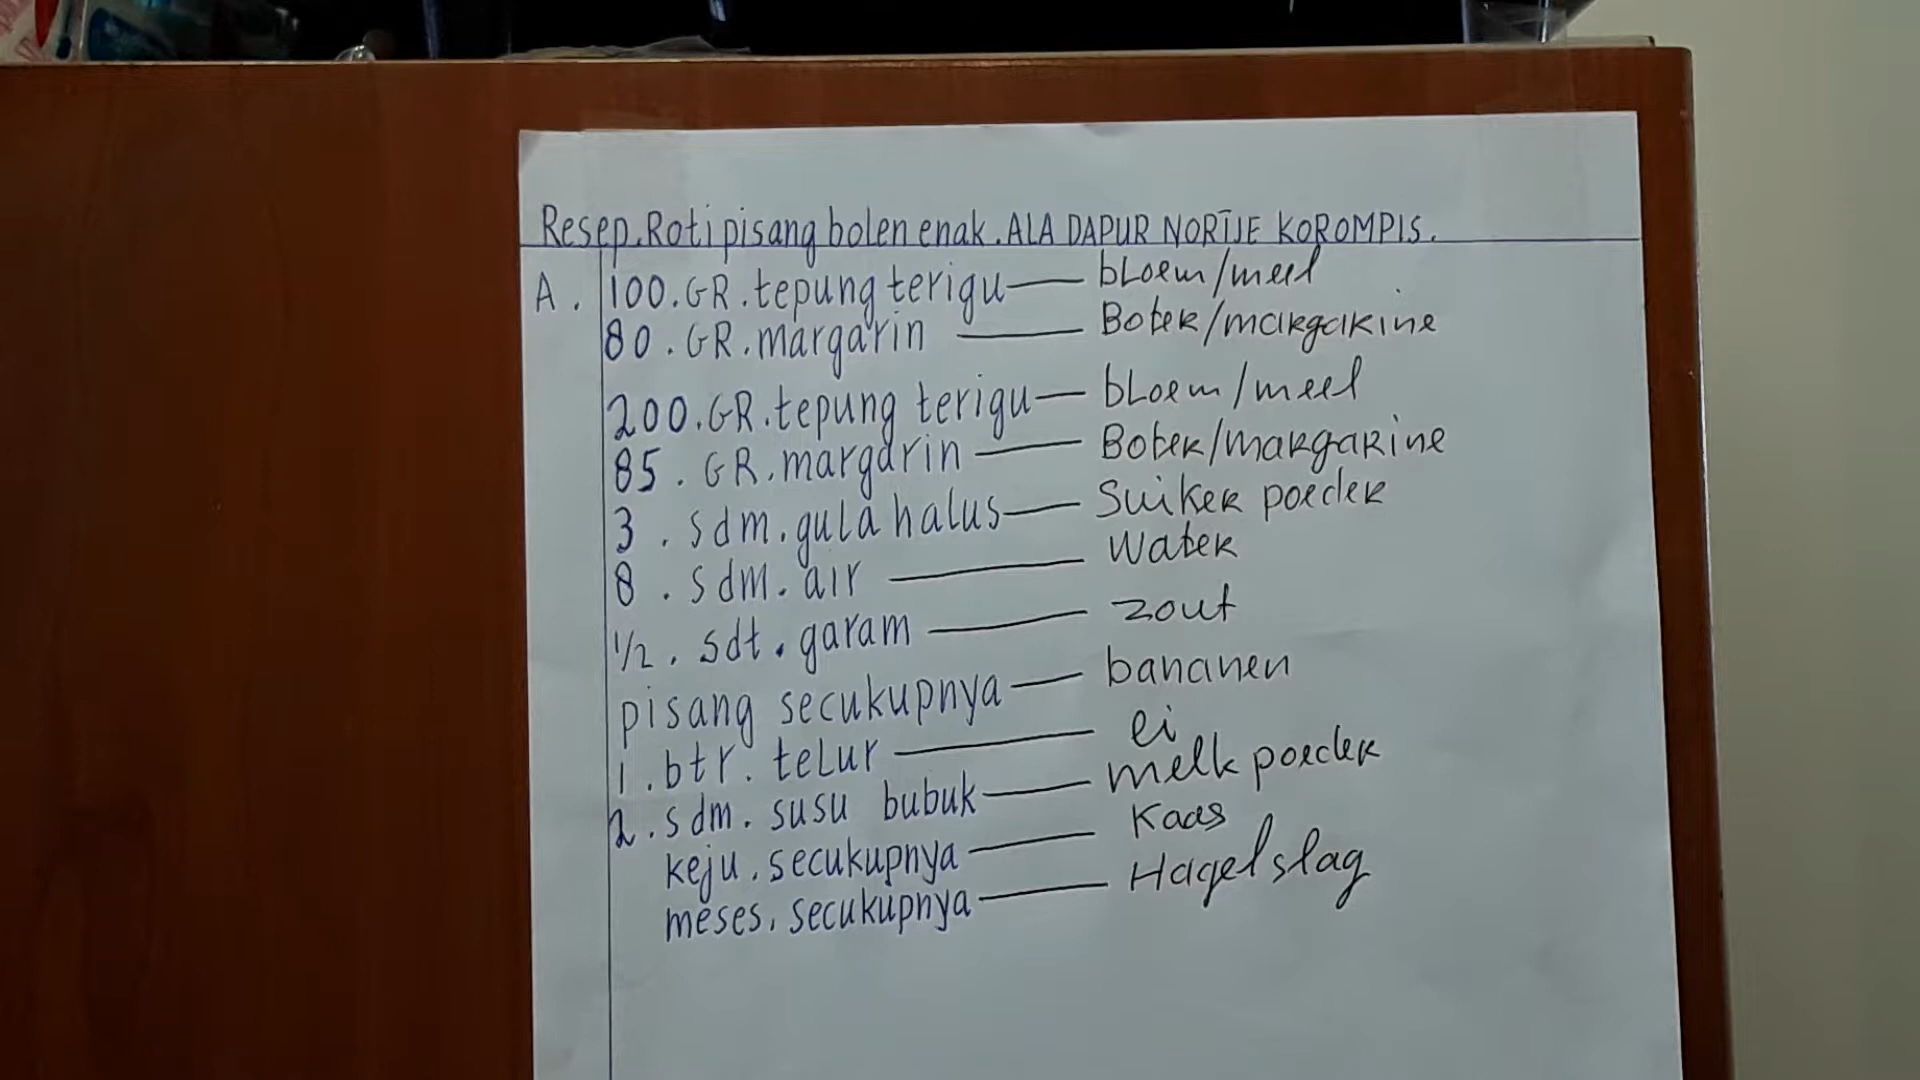 Resep.Roti pisang bolen enak.ALA DAPUR NORTJE KOROMPIS.
A. 100.GR.tepung terigu — bloem/meel
80.GR.margarin — Boter/margarine
200.GR.tepung terigu — bloem/meel
85.GR.margarin — Boter/margarine
3.sdm.gula halus — Suiker poeder
8.sdm.air — Water
1/2.sdt.garam — zout
pisang secukupnya — bananen
1.btr.telur — ei
2.sdm.susu bubuk — melk poeder
keju.secukupnya — Kaas
meses.secukupnya — Hagel slag